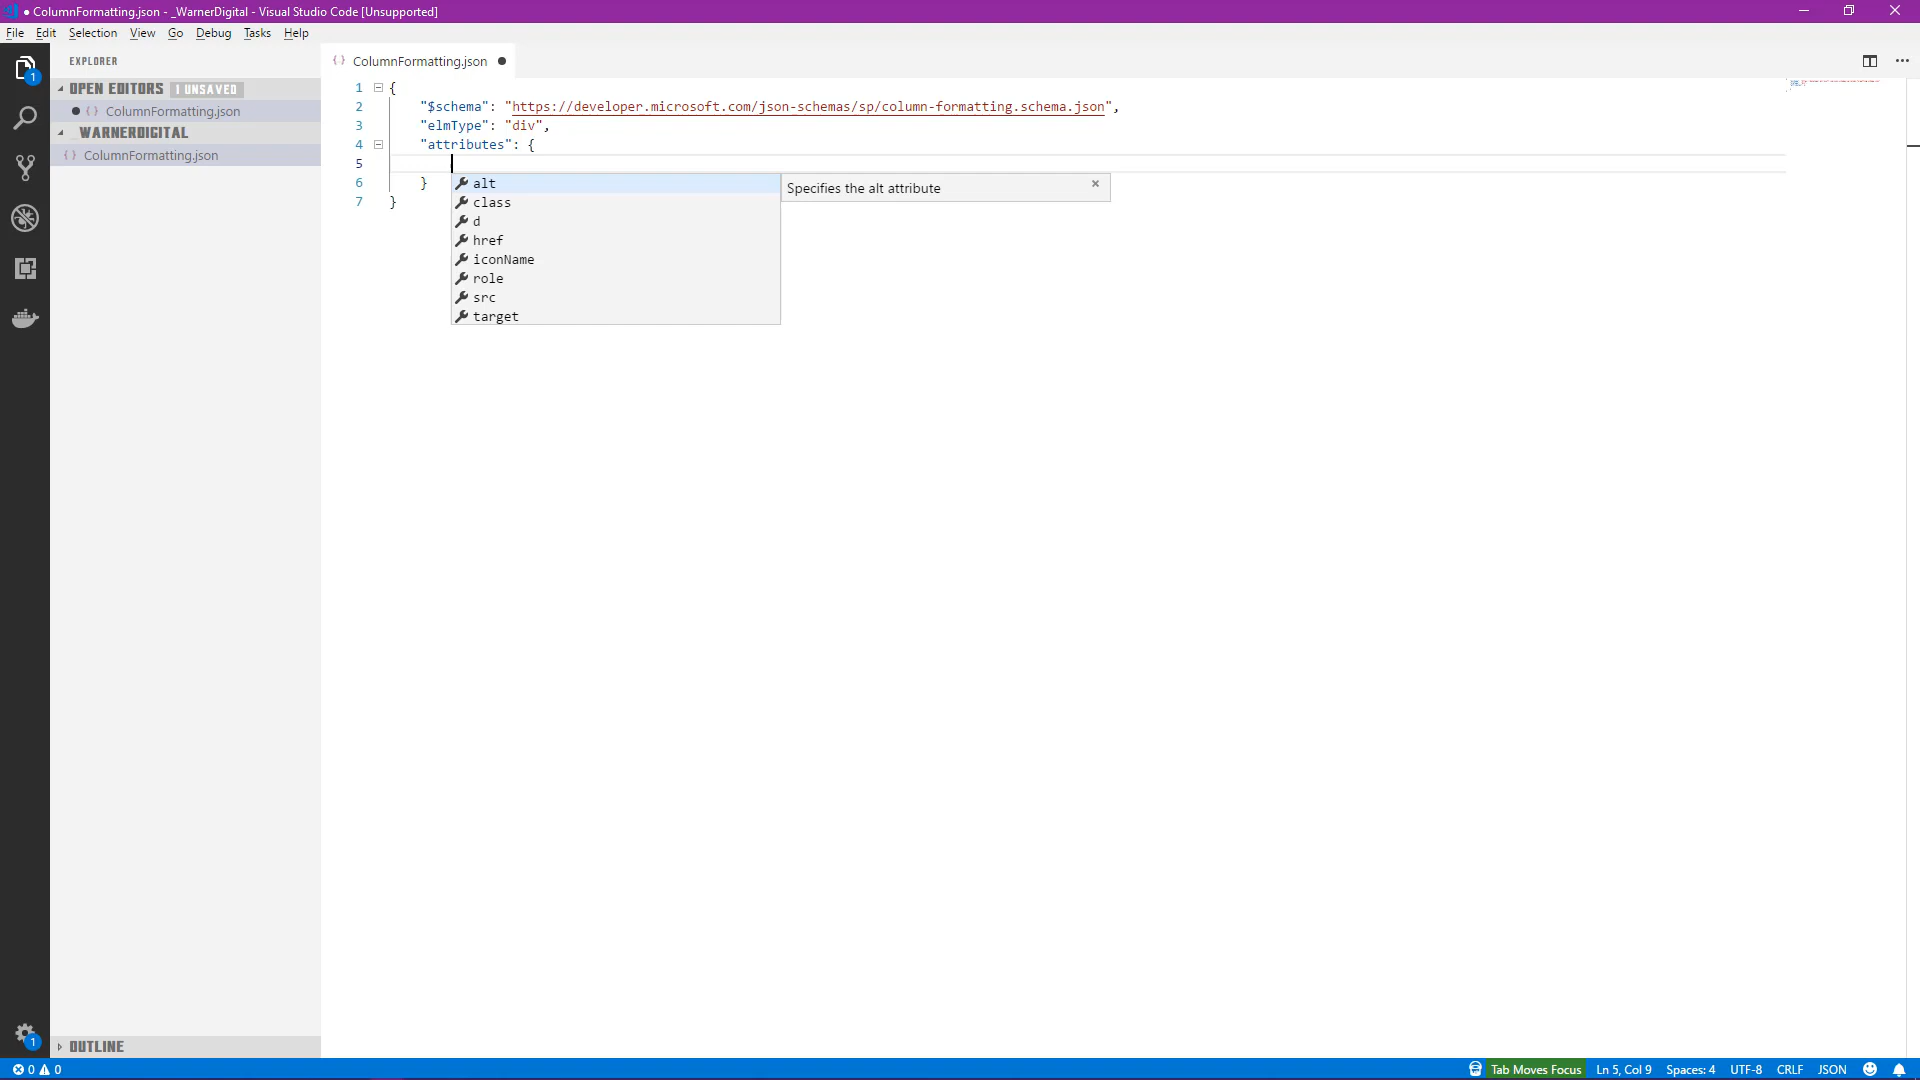 ● ColumnFormatting.json - _WarnerDigital - Visual Studio Code [Unsupported]
File Edit Selection View Go Debug Tasks Help
1
EXPLORER
OPEN EDITORS 1 UNSAVED
● { } ColumnFormatting.json
_WARNERDIGITAL
{ } ColumnFormatting.json
{ } ColumnFormatting.json ●
1 {
2 "$schema": "https://developer.microsoft.com/json-schemas/sp/column-formatting.schema.json",
3 "elmType": "div",
4 "attributes": {
5
6 }
7 }
alt
class
d
href
iconName
role
src
target
Specifies the alt attribute
1
OUTLINE
0 0
Tab Moves Focus Ln 5, Col 9 Spaces: 4 UTF-8 CRLF JSON